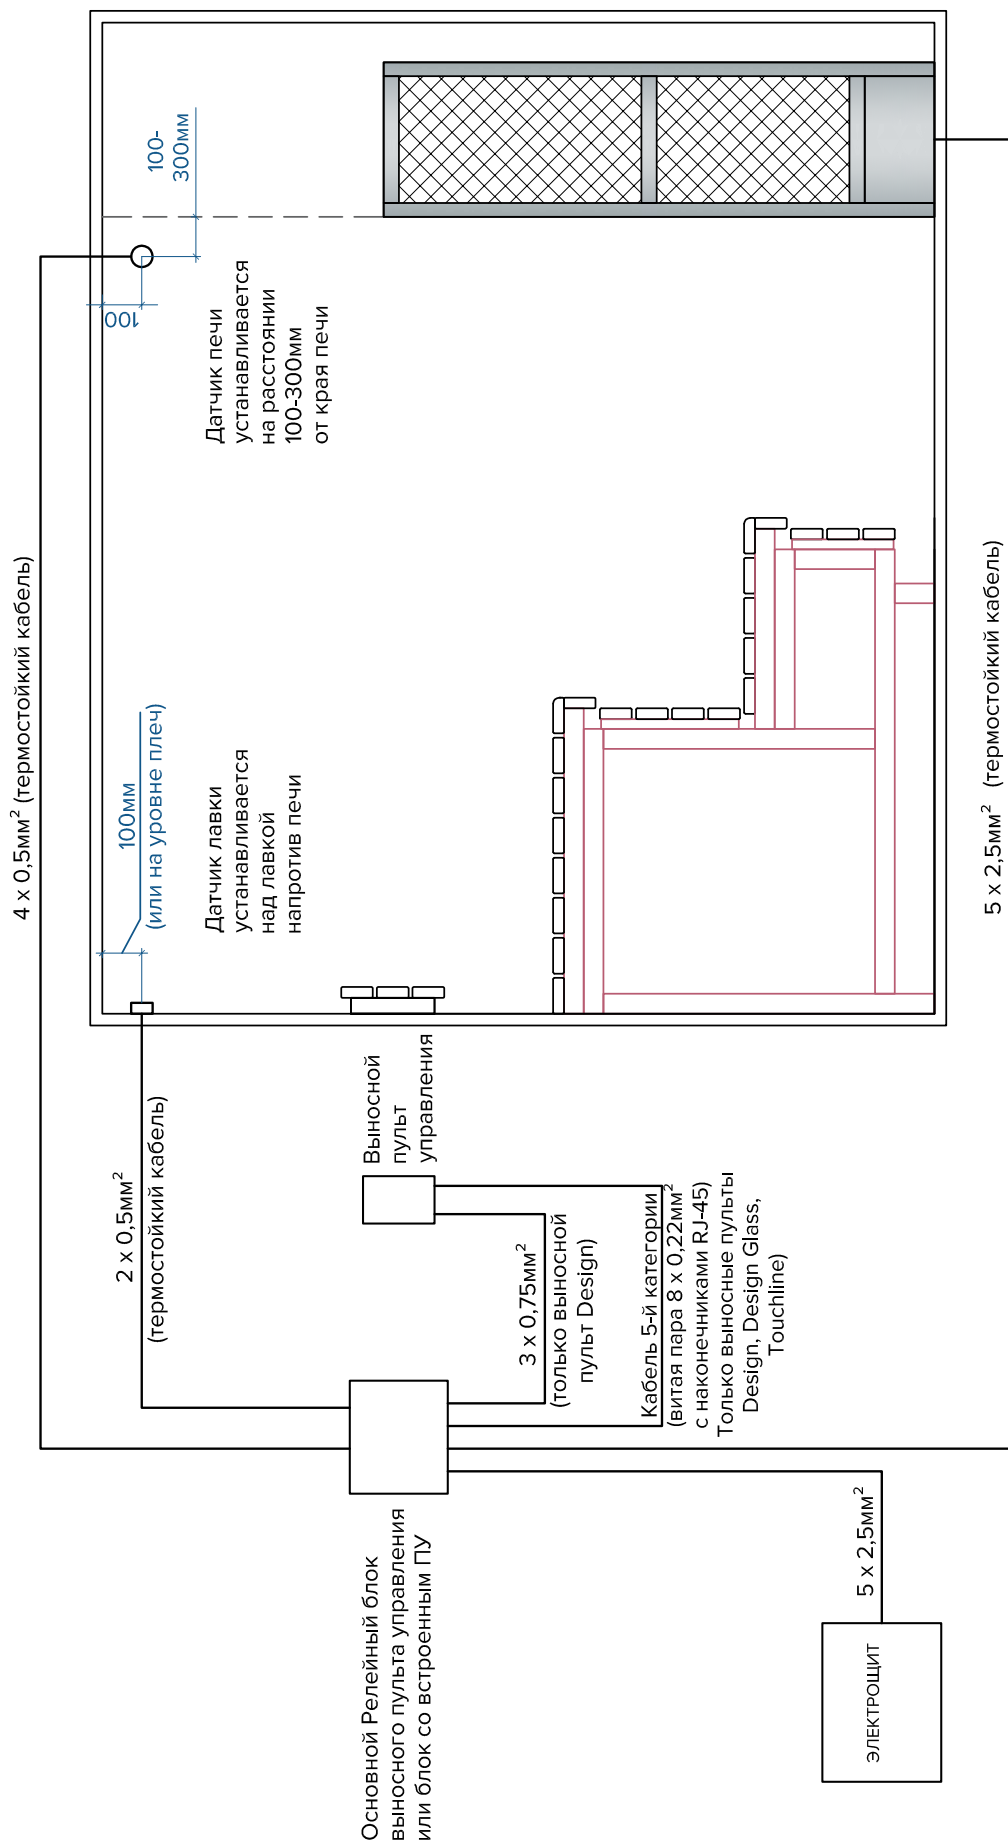 4 x 0,5мм² (термостойкий кабель)
100мм
(или на уровне плеч)
100
100-
300мм
Датчик лавки
устанавливается
над лавкой
напротив печи
Датчик печи
устанавливается
на расстоянии
100-300мм
от края печи
2 x 0,5мм²
(термостойкий кабель)
Выносной
пульт
управления
3 x 0,75мм²
(только выносной
пульт Design)
Кабель 5-й категории
(витая пара 8 x 0,22мм²
с наконечниками RJ-45)
Только выносные пульты
Design, Design Glass,
Touchline)
Основной Релейный блок
выносного пульта управления
или блок со встроенным ПУ
5 x 2,5мм²
ЭЛЕКТРОЩИТ
5 x 2,5мм² (термостойкий кабель)